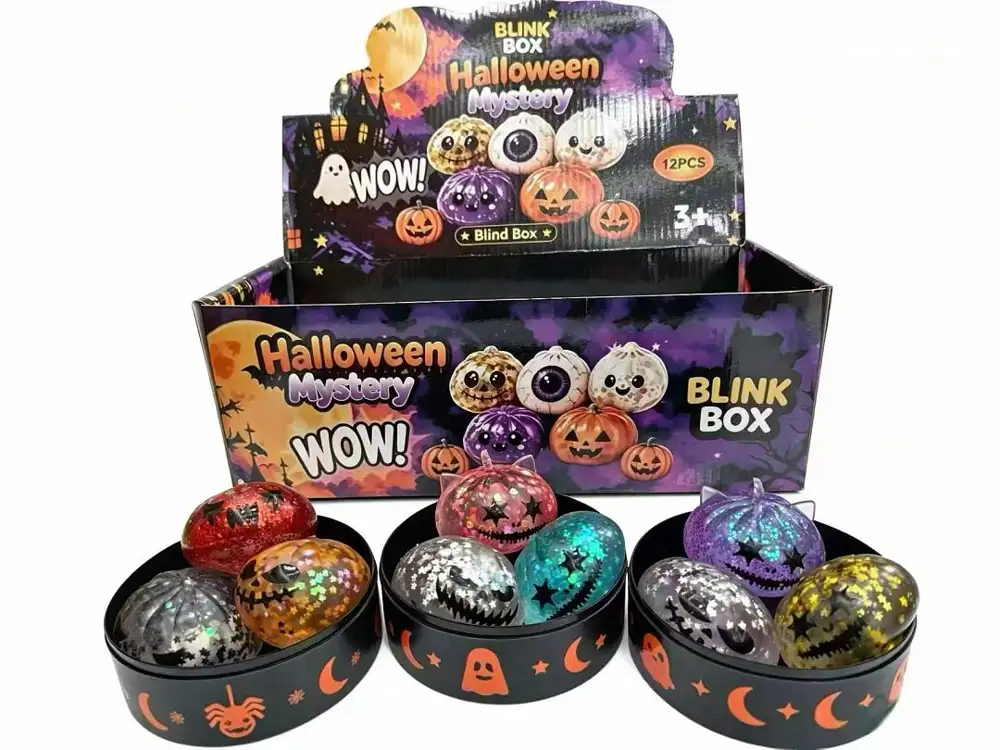 BLINK
BOX
Halloween
Mystery
WOW!
12PCS
3+
★ Blind Box ★
Halloween
Mystery
WOW!
BLINK
BOX